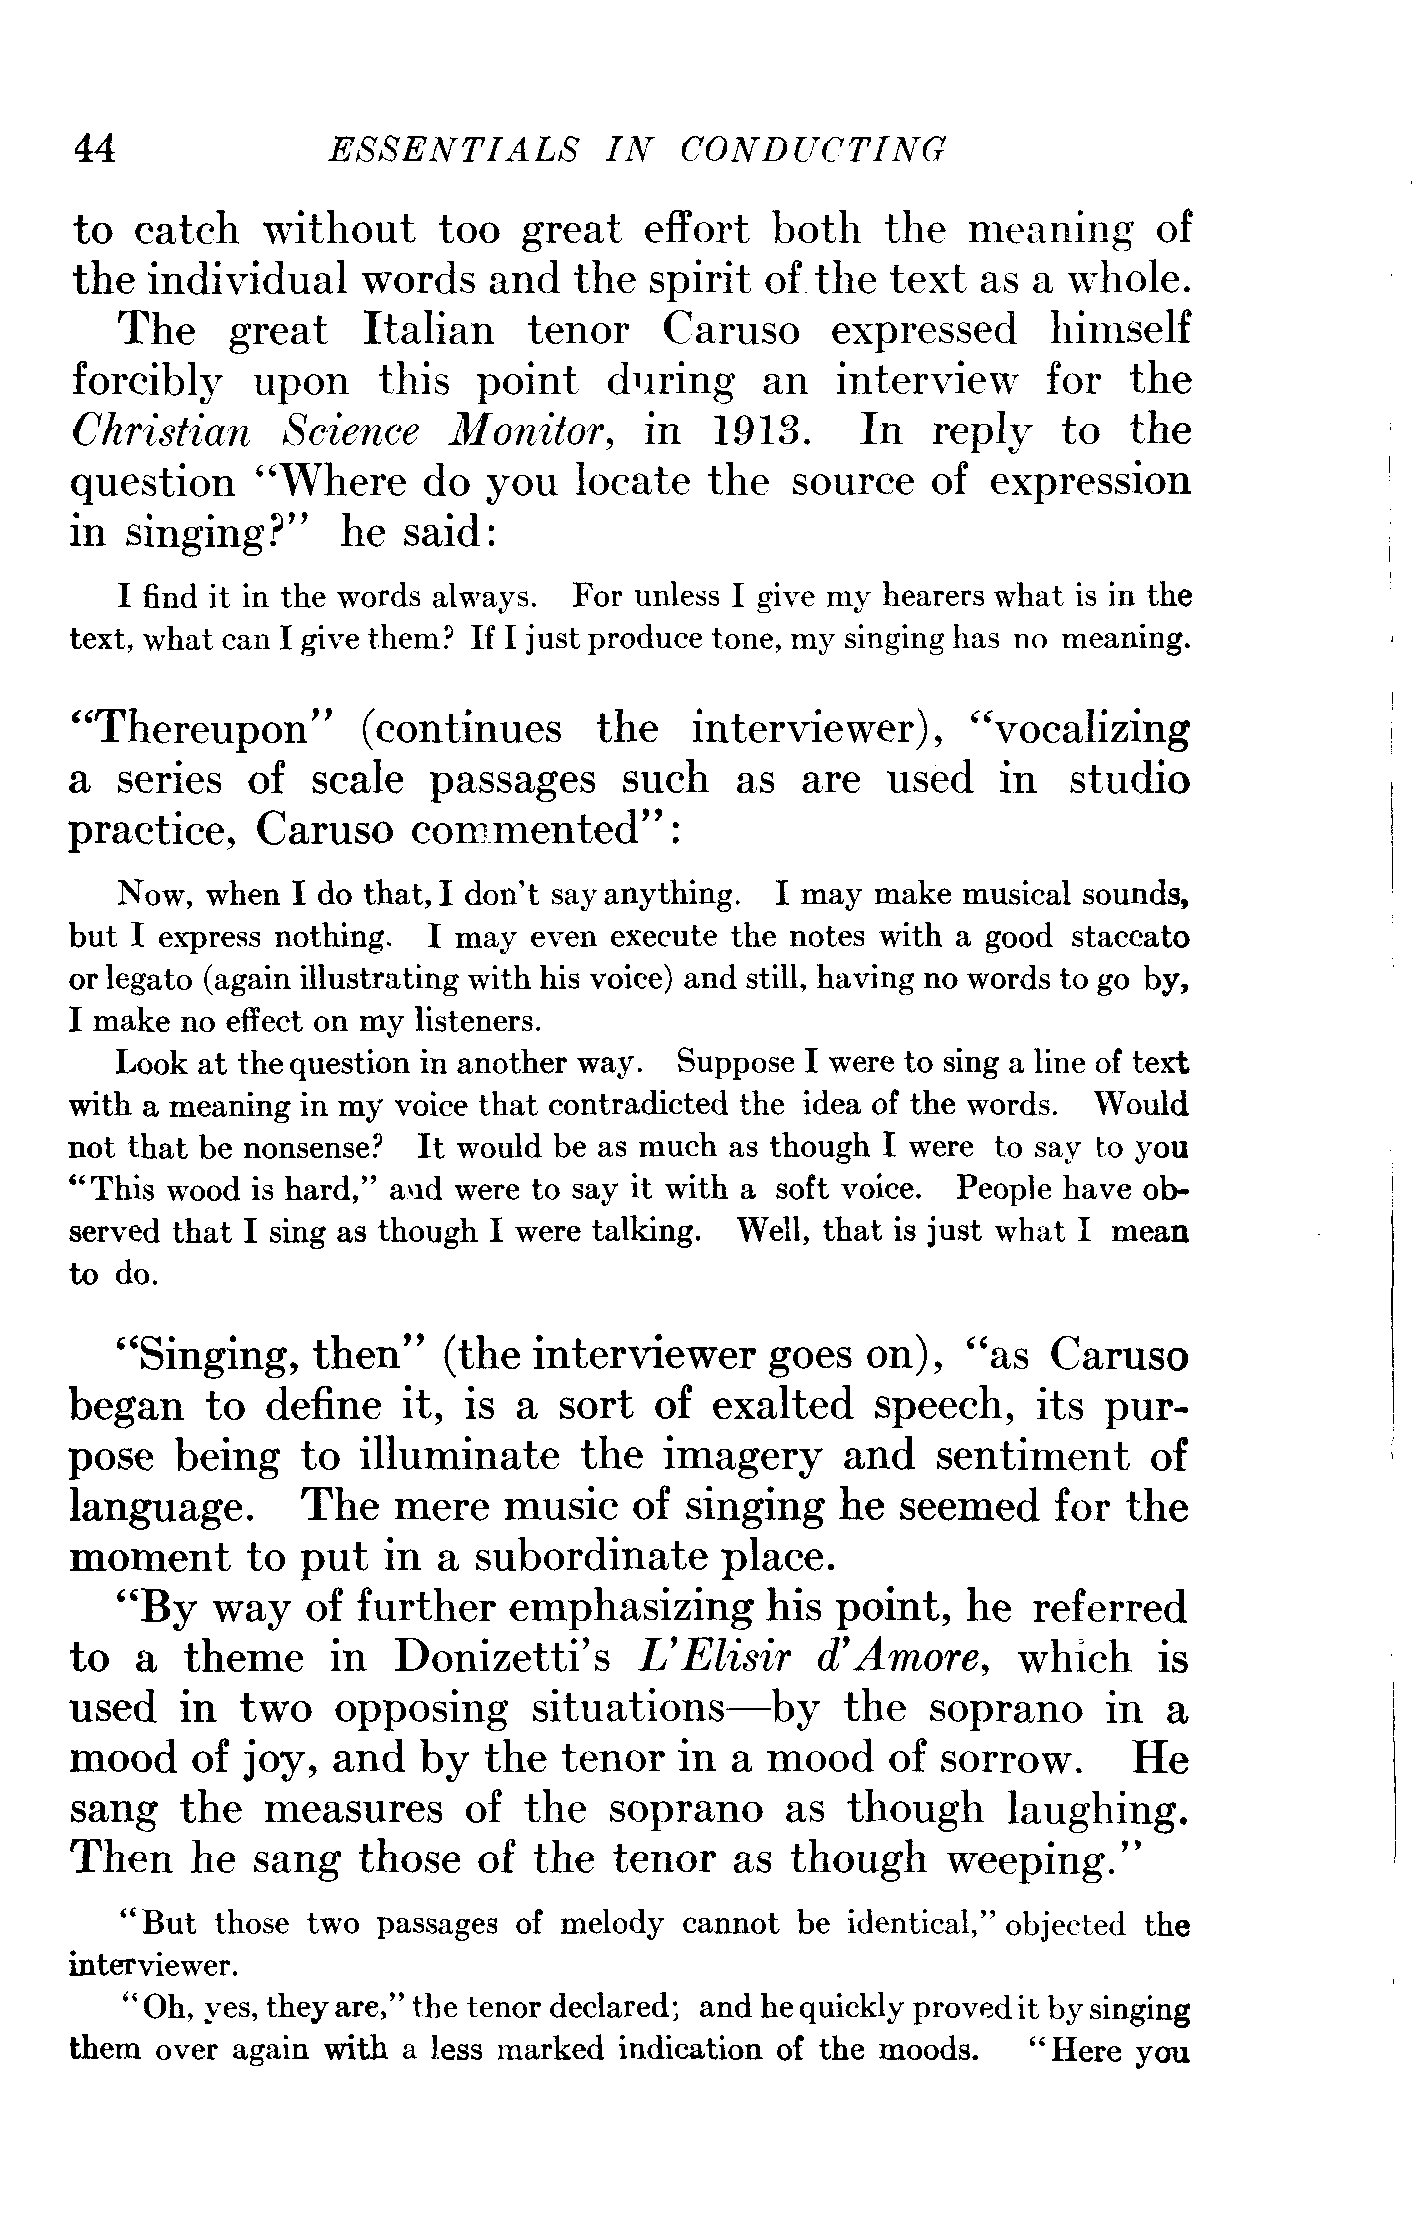 44 ESSENTIALS IN CONDUCTING
to catch without too great effort both the meaning of
the individual words and the spirit of the text as a whole.
The great Italian tenor Caruso expressed himself
forcibly upon this point during an interview for the
Christian Science Monitor, in 1913. In reply to the
question “Where do you locate the source of expression
in singing?” he said:
I find it in the words always. For unless I give my hearers what is in the
text, what can I give them? If I just produce tone, my singing has no meaning.
“Thereupon” (continues the interviewer), “vocalizing
a series of scale passages such as are used in studio
practice, Caruso commented”:
Now, when I do that, I don’t say anything. I may make musical sounds,
but I express nothing. I may even execute the notes with a good staccato
or legato (again illustrating with his voice) and still, having no words to go by,
I make no effect on my listeners.
Look at the question in another way. Suppose I were to sing a line of text
with a meaning in my voice that contradicted the idea of the words. Would
not that be nonsense? It would be as much as though I were to say to you
“This wood is hard,” and were to say it with a soft voice. People have ob-
served that I sing as though I were talking. Well, that is just what I mean
to do.
“Singing, then” (the interviewer goes on), “as Caruso
began to define it, is a sort of exalted speech, its pur-
pose being to illuminate the imagery and sentiment of
language. The mere music of singing he seemed for the
moment to put in a subordinate place.
“By way of further emphasizing his point, he referred
to a theme in Donizetti’s L’Elisir d’Amore, which is
used in two opposing situations—by the soprano in a
mood of joy, and by the tenor in a mood of sorrow. He
sang the measures of the soprano as though laughing.
Then he sang those of the tenor as though weeping.”
“But those two passages of melody cannot be identical,” objected the
interviewer.
“Oh, yes, they are,” the tenor declared; and he quickly proved it by singing
them over again with a less marked indication of the moods. “Here you